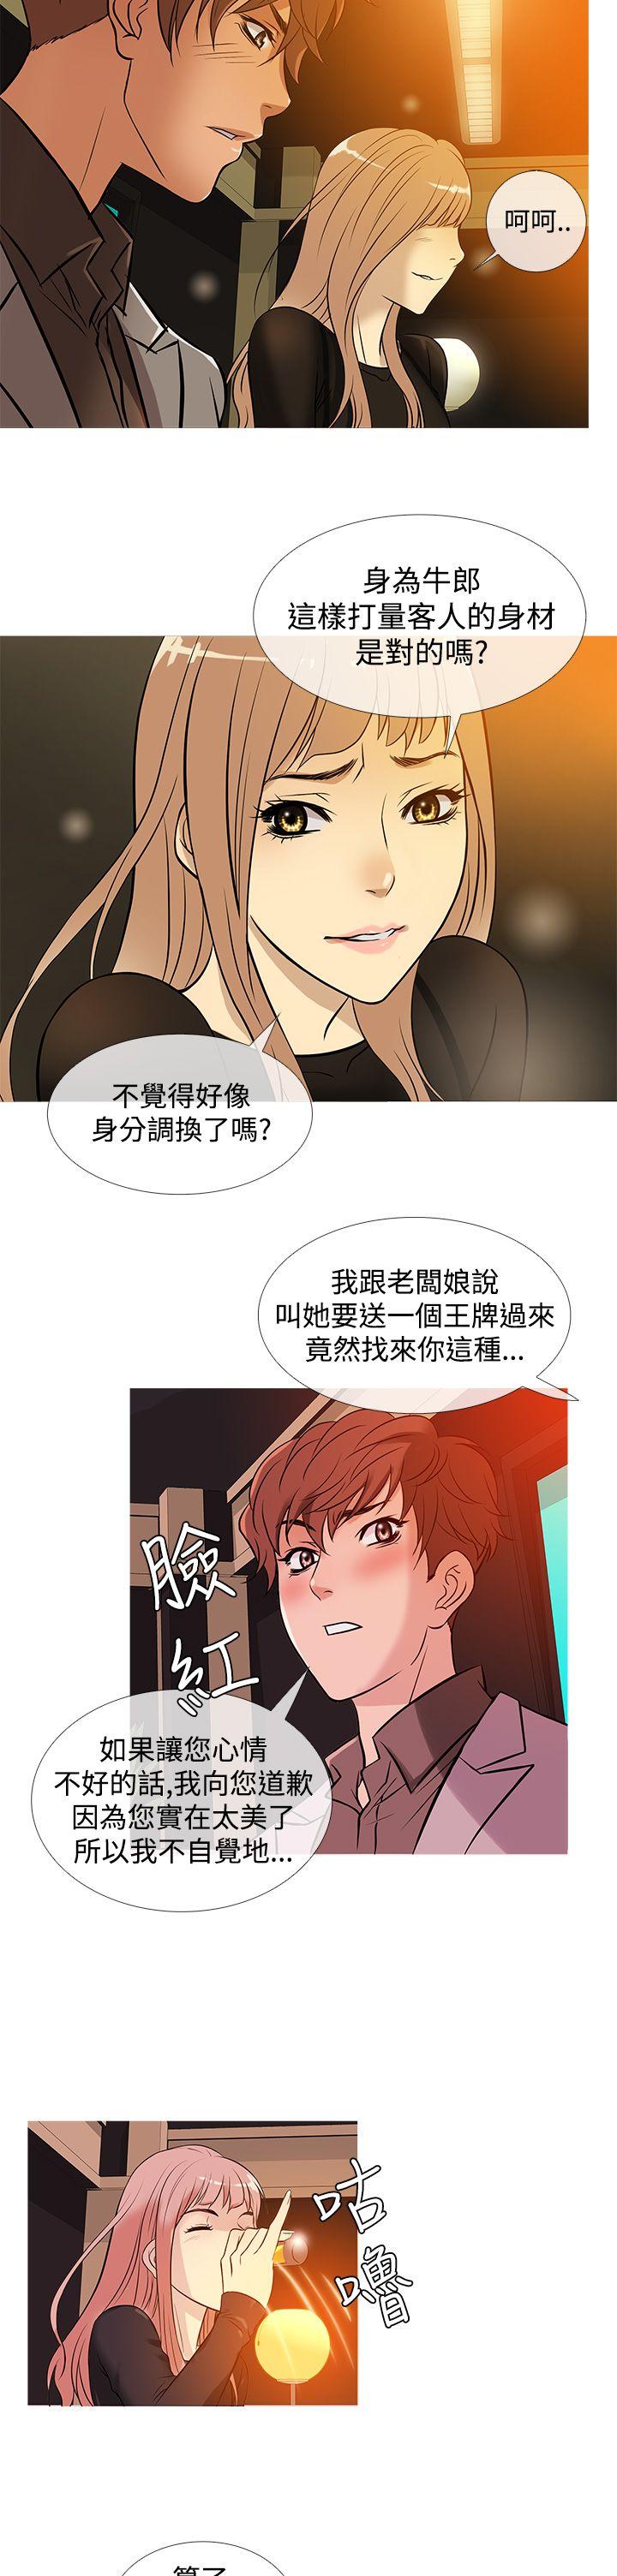 呵呵..
身為牛郎
這樣打量客人的身材
是對的嗎?
不覺得好像
身分調換了嗎?
我跟老闆娘說
叫她要送一個王牌過來
竟然找來你這種...
臉
紅
如果讓您心情
不好的話,我向您道歉
因為您實在太美了
所以我不自覺地...
咕
嚕
算了